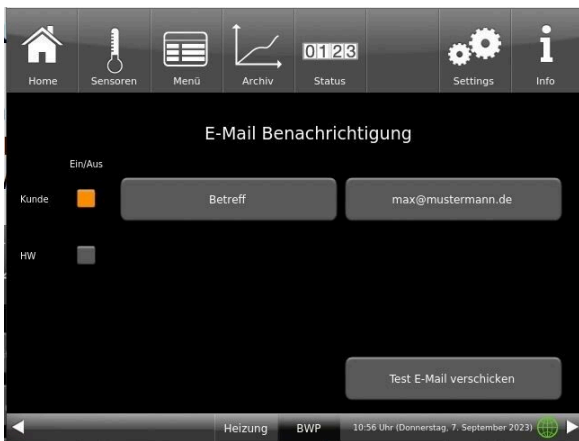 Home Sensoren Menü Archiv 0123 Status Settings i Info
E-Mail Benachrichtigung
Ein/Aus
Kunde Betreff max@mustermann.de
HW
Test E-Mail verschicken
Heizung BWP 10:56 Uhr (Donnerstag, 7. September 2023)